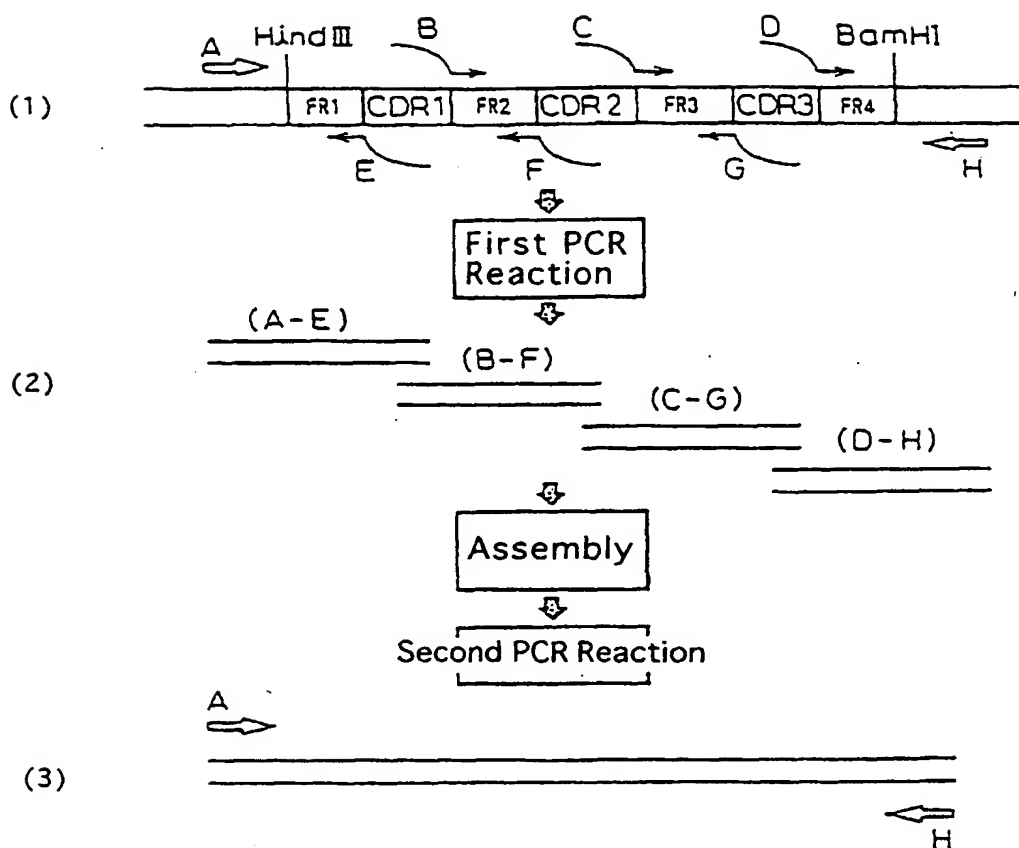 A HindIII B C D BamHI
(1) FR1 CDR1 FR2 CDR2 FR3 CDR3 FR4
E F G H
First PCR
Reaction
(A-E)
(2) (B-F)
(C-G)
(D-H)
Assembly
Second PCR Reaction
A
(3)
H